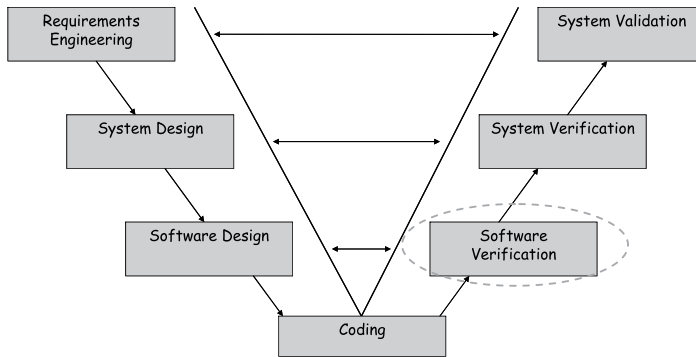 Requirements
Engineering
System Validation
System Design
System Verification
Software Design
Software
Verification
Coding